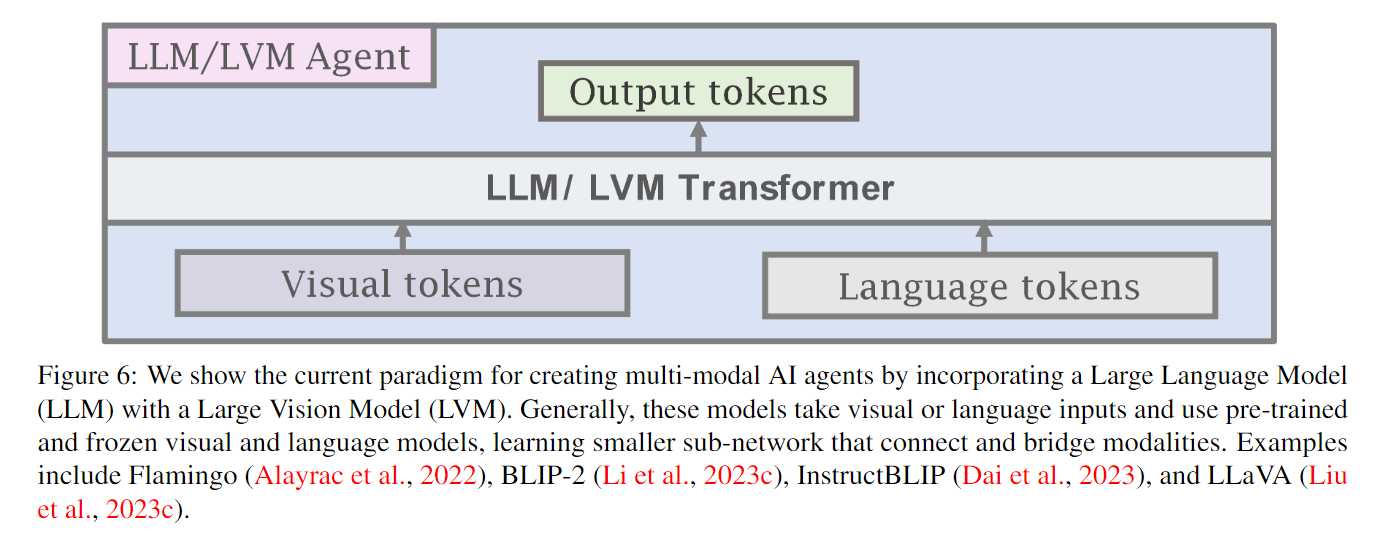 LLM/LVM Agent
Output tokens
LLM/ LVM Transformer
Visual tokens
Language tokens
Figure 6: We show the current paradigm for creating multi-modal AI agents by incorporating a Large Language Model
(LLM) with a Large Vision Model (LVM). Generally, these models take visual or language inputs and use pre-trained
and frozen visual and language models, learning smaller sub-network that connect and bridge modalities. Examples
include Flamingo (Alayrac et al., 2022), BLIP-2 (Li et al., 2023c), InstructBLIP (Dai et al., 2023), and LLaVA (Liu
et al., 2023c).